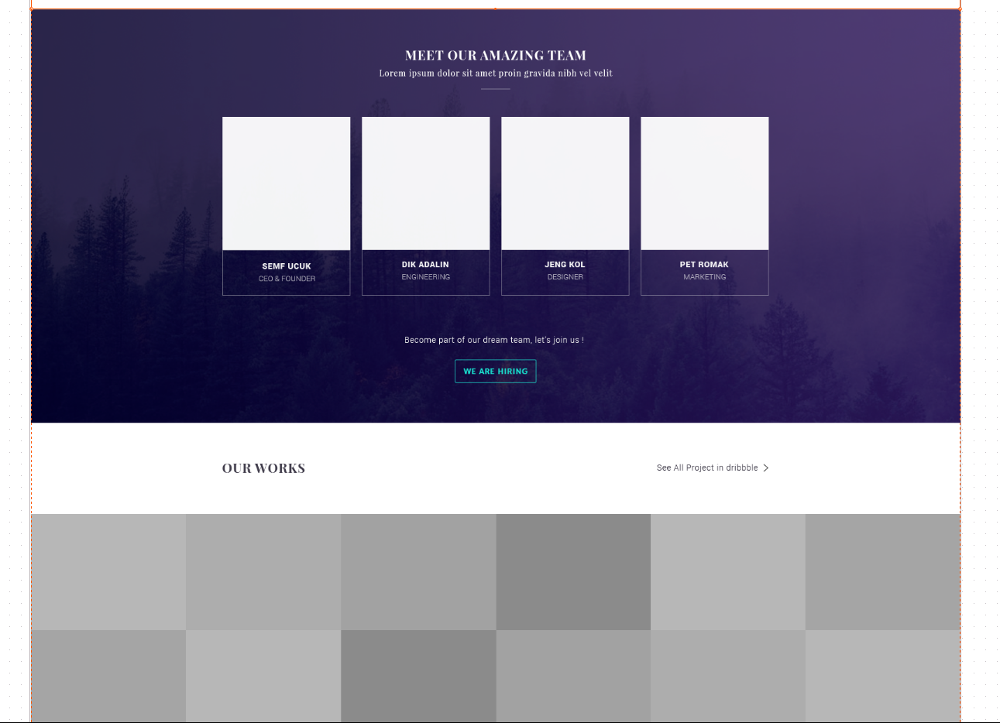 MEET OUR AMAZING TEAM
Lorem ipsum dolor sit amet proin gravida nibh vel velit
SEMF UCUK
CEO & FOUNDER
DIK ADALIN
ENGINEERING
JENG KOL
DESIGNER
PET ROMAK
MARKETING
Become part of our dream team, let's join us !
WE ARE HIRING
OUR WORKS
See All Project in dribbble